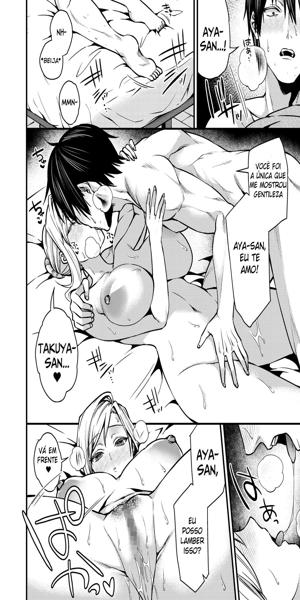 AYA-
SAN...!
NH-
*BEIJA*
MMN-
VOCÊ FOI
A ÚNICA QUE
ME MOSTROU
GENTILEZA
AYA-SAN,
EU TE
AMO!
TAKUYA-
SAN...
♥
AYA-
SAN,
VÁ EM
FRENTE
♥
EU
POSSO
LAMBER
ISSO?